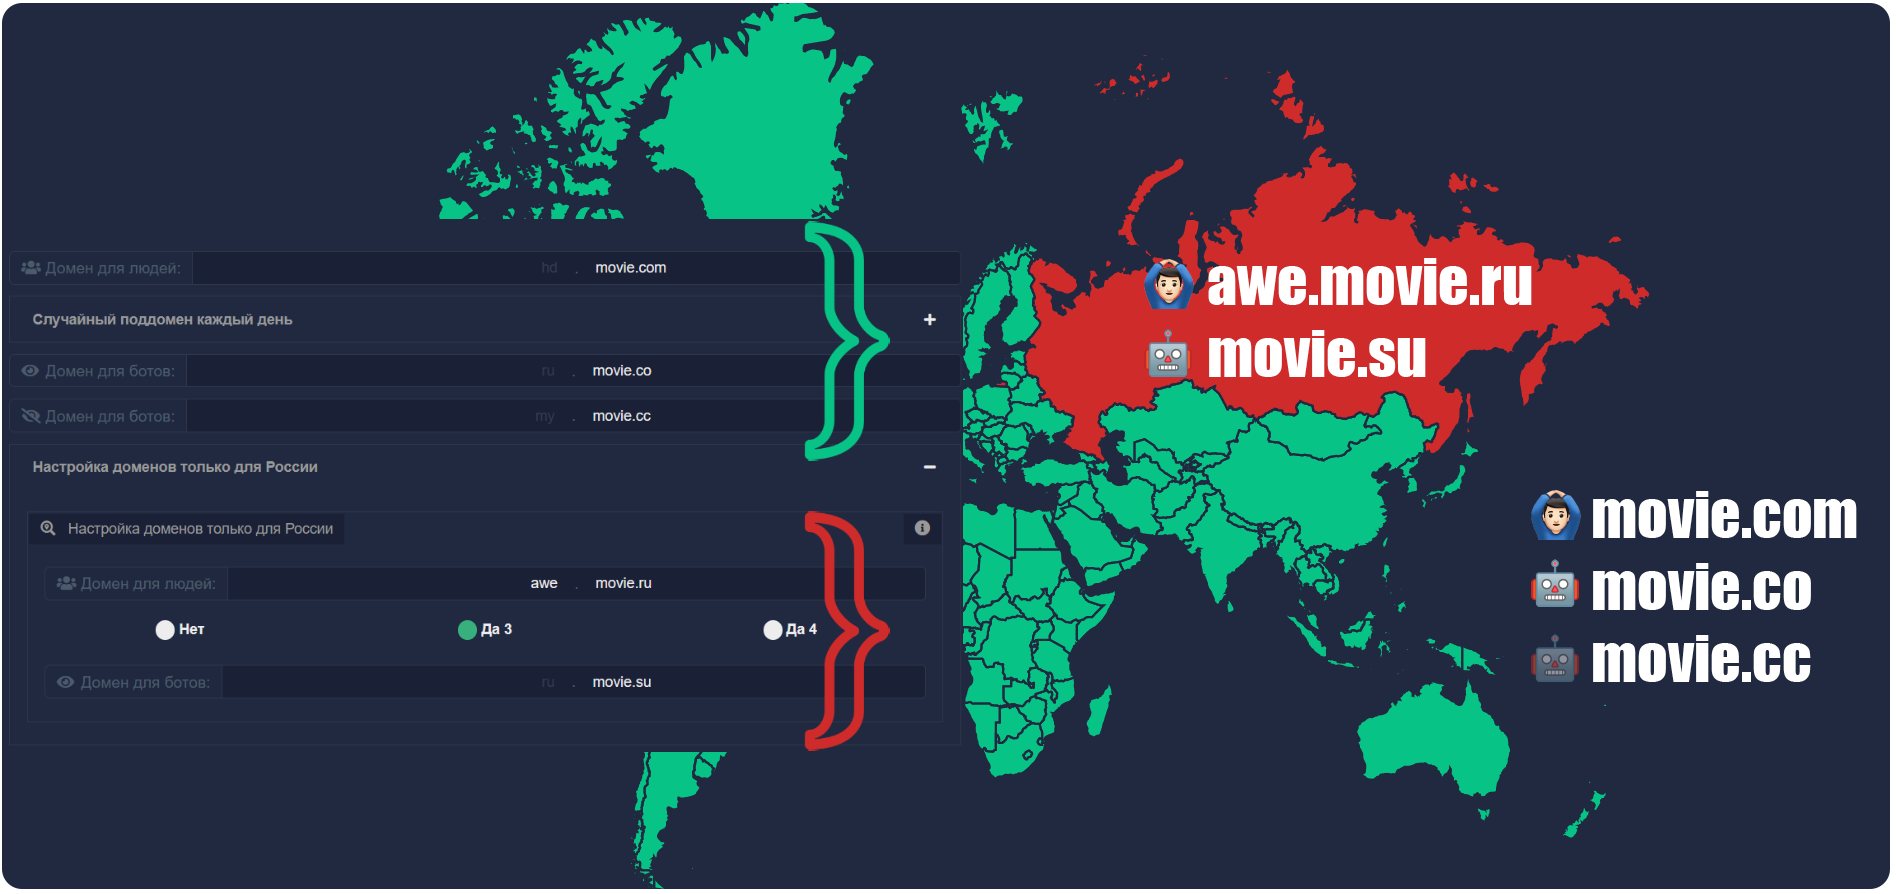 Домен для людей: hd . movie.com
Случайный поддомен каждый день +
Домен для ботов: ru . movie.co
Домен для ботов: my . movie.cc
Настройка доменов только для России −
Настройка доменов только для России
Домен для людей: awe . movie.ru
Нет Да 3 Да 4
Домен для ботов: ru . movie.su
awe.movie.ru
movie.su
movie.com
movie.co
movie.cc